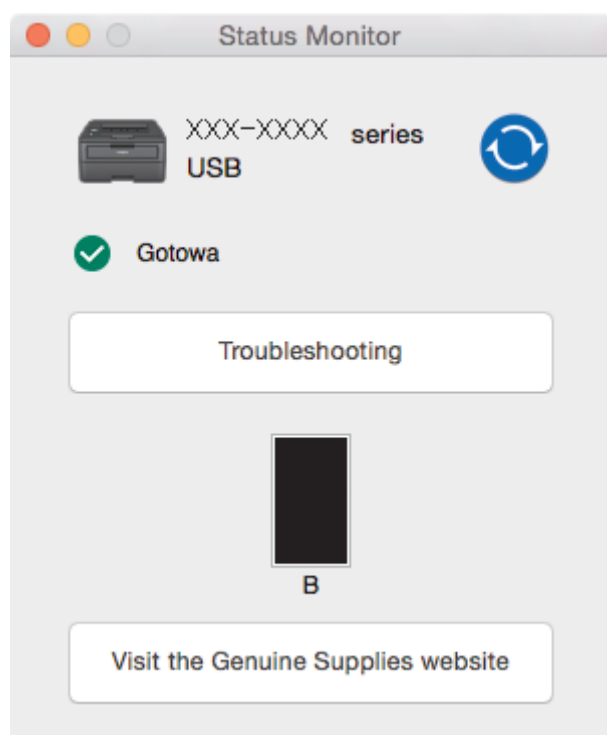 Status Monitor
XXX-XXXX series
USB
Gotowa
Troubleshooting
B
Visit the Genuine Supplies website